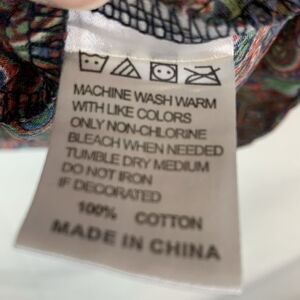 MACHINE WASH WARM
WITH LIKE COLORS
ONLY NON-CHLORINE
BLEACH WHEN NEEDED
TUMBLE DRY MEDIUM
DO NOT IRON
IF DECORATED
100% COTTON
MADE IN CHINA